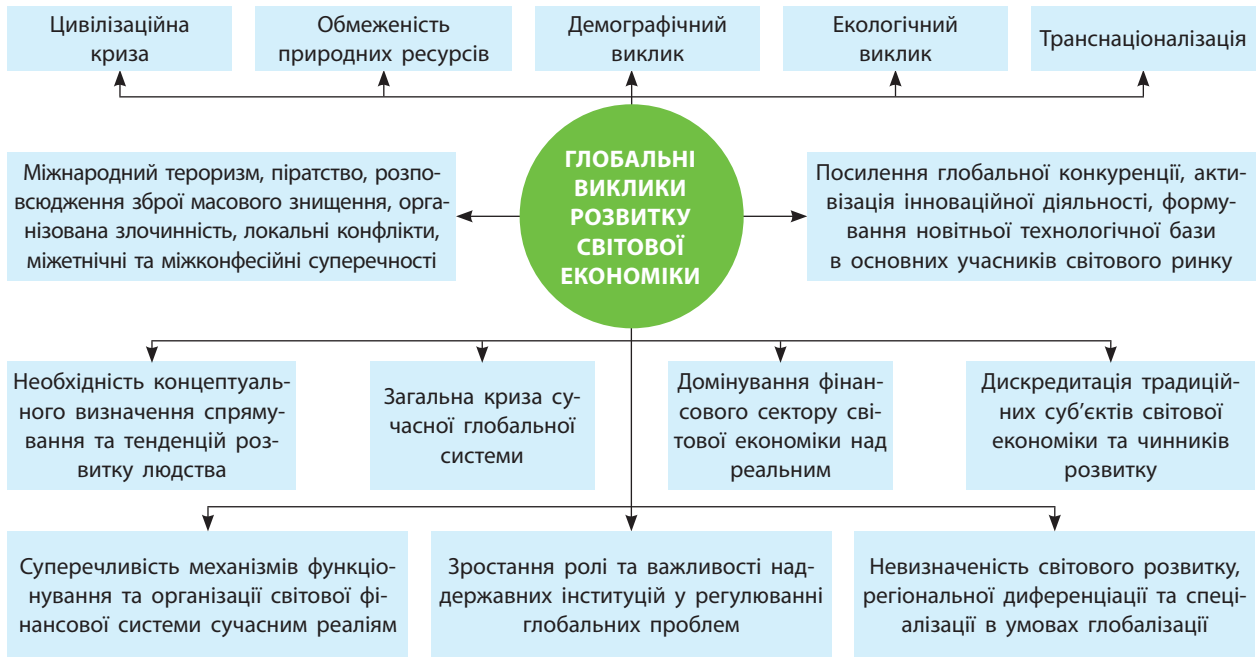 Цивілізаційна
криза
Обмеженість
природних ресурсів
Демографічний
виклик
Екологічний
виклик
Транснаціоналізація
Міжнародний тероризм, піратство, розпо-
всюдження зброї масового знищення, орга-
нізована злочинність, локальні конфлікти,
міжетнічні та міжконфесійні суперечності
ГЛОБАЛЬНІ
ВИКЛИКИ
РОЗВИТКУ
СВІТОВОЇ
ЕКОНОМІКИ
Посилення глобальної конкуренції, акти-
візація інноваційної діяльності, форму-
вання новітньої технологічної бази
в основних учасників світового ринку
Необхідність концептуаль-
ного визначення спряму-
вання та тенденцій роз-
витку людства
Загальна криза су-
часної глобальної
системи
Домінування фінан-
сового сектору сві-
тової економіки над
реальним
Дискредитація традицій-
них суб’єктів світової
економіки та чинників
розвитку
Суперечливість механізмів функціо-
нування та організації світової фі-
нансової системи сучасним реаліям
Зростання ролі та важливості над-
державних інституцій у регулюванні
глобальних проблем
Невизначеність світового розвитку,
регіональної диференціації та спеці-
алізації в умовах глобалізації